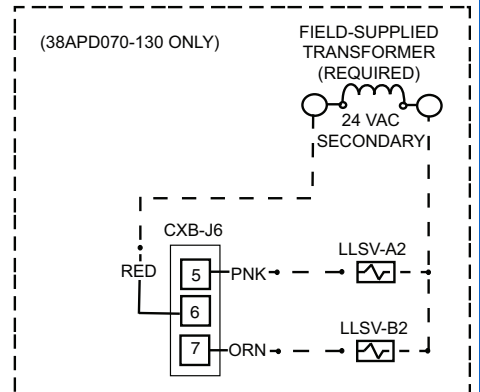 (38APD070-130 ONLY)
FIELD-SUPPLIED
TRANSFORMER
(REQUIRED)
24 VAC
SECONDARY
CXB-J6
LLSV-A2
RED
5
PNK
6
LLSV-B2
7
ORN